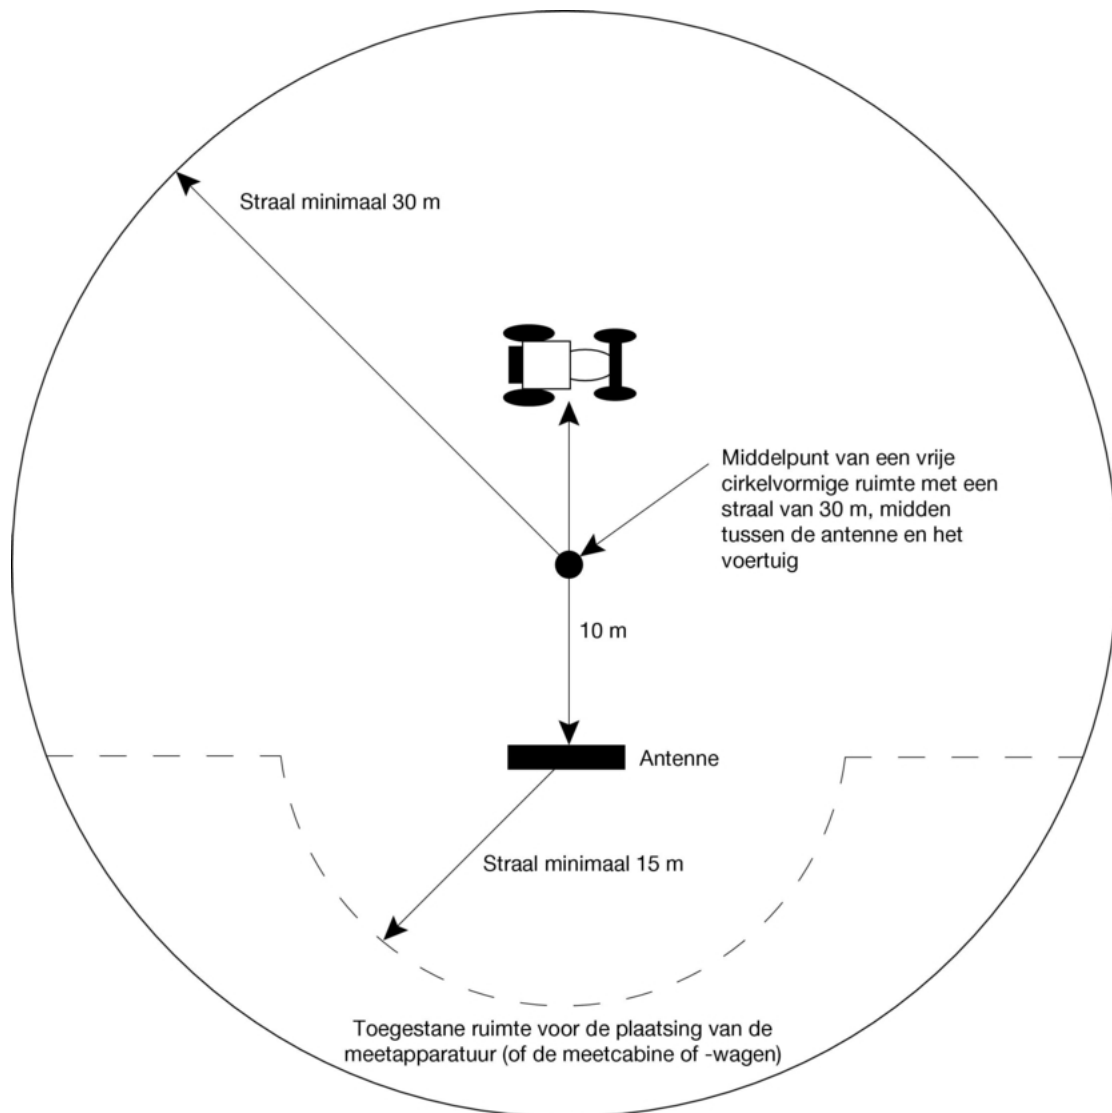 Straal minimaal 30 m
Middelpunt van een vrije
cirkelvormige ruimte met een
straal van 30 m, midden
tussen de antenne en het
voertuig
10 m
Antenne
Straal minimaal 15 m
Toegestane ruimte voor de plaatsing van de
meetapparatuur (of de meetcabine of -wagen)